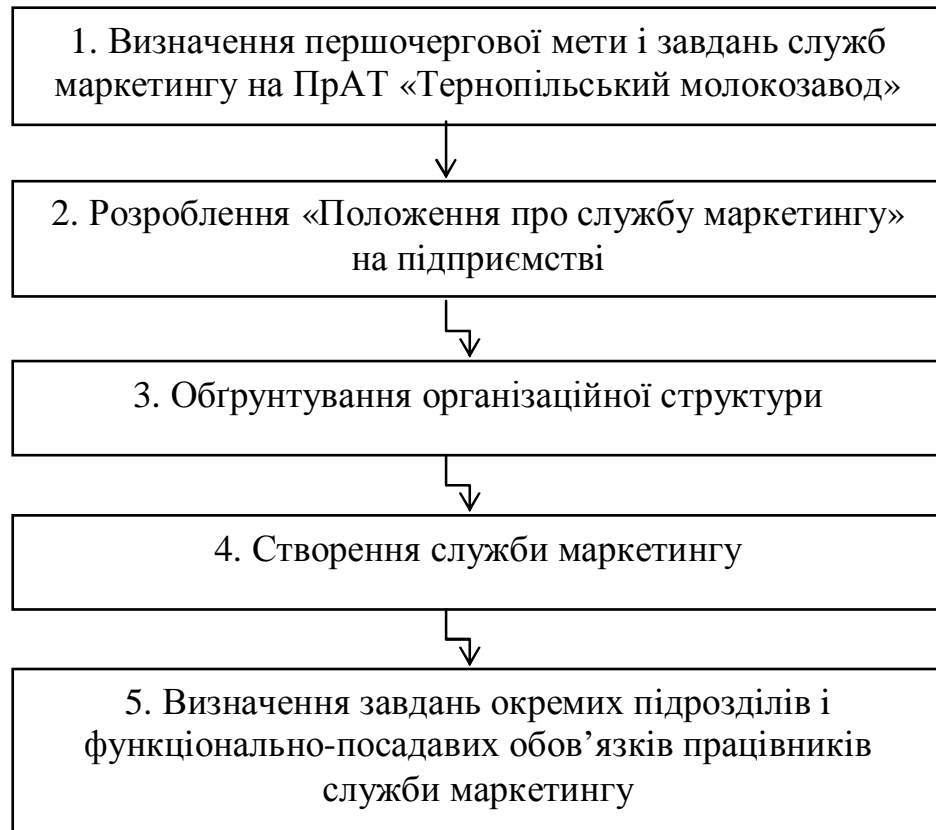 1. Визначення першочергової мети і завдань служб
маркетингу на ПрАТ «Тернопільський молокозавод»
2. Розроблення «Положення про службу маркетингу»
на підприємстві
3. Обґрунтування організаційної структури
4. Створення служби маркетингу
5. Визначення завдань окремих підрозділів і
функціонально-посадавих обов’язків працівників
служби маркетингу